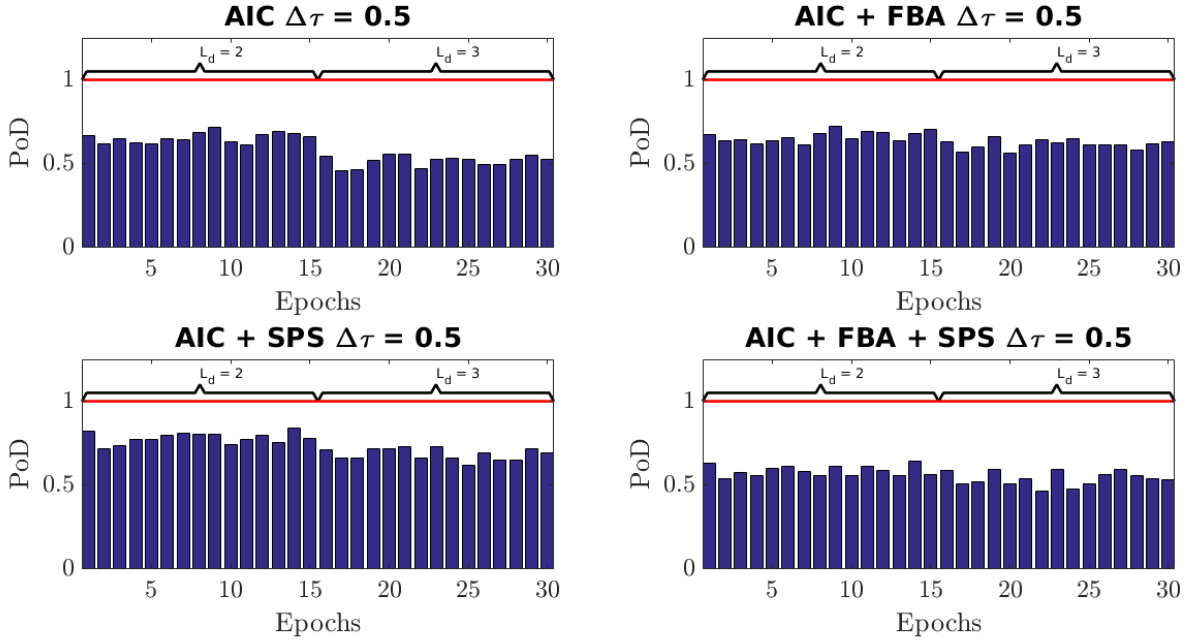 AIC Δτ = 0.5
L_d = 2
L_d = 3
1
0.5
0
PoD
5 10 15 20 25 30
Epochs
AIC + FBA Δτ = 0.5
L_d = 2
L_d = 3
1
0.5
0
PoD
5 10 15 20 25 30
Epochs
AIC + SPS Δτ = 0.5
L_d = 2
L_d = 3
1
0.5
0
PoD
5 10 15 20 25 30
Epochs
AIC + FBA + SPS Δτ = 0.5
L_d = 2
L_d = 3
1
0.5
0
PoD
5 10 15 20 25 30
Epochs